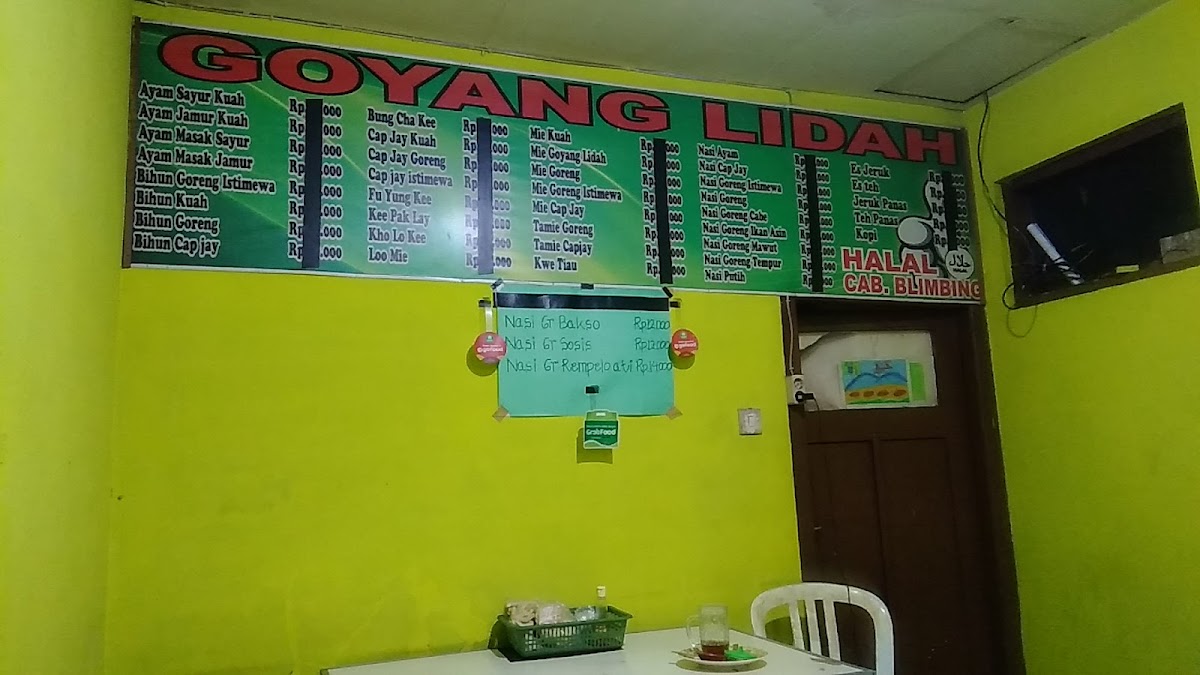 GOYANG LIDAH
Ayam Sayur Kuah
Ayam Jamur Kuah
Ayam Masak Sayur
Ayam Masak Jamur
Bihun Goreng Istimewa
Bihun Kuah
Bihun Goreng
Bihun Cap jay
Bung Cha Kee
Cap Jay Kuah
Cap Jay Goreng
Cap jay istimewa
Fu Yung Kee
Kee Pak Lay
Kho Lo Kee
Loo Mie
Mie Kuah
Mie Goyang Lidah
Mie Goreng
Mie Goreng Istimewa
Mie Cap Jay
Tamie Goreng
Tamie Capjay
Kwe Tiau
Nasi Ayam
Nasi Cap Jay
Nasi Goreng Istimewa
Nasi Goreng
Nasi Goreng Cabe
Nasi Goreng Ikan Asin
Nasi Goreng Mawut
Nasi Goreng Tempur
Nasi Putih
Es Jeruk
Es teh
Jeruk Panas
Teh Panas
Kopi
HALAL
CAB. BLIMBING
Nasi Gr Bakso Rp12000
Nasi Gr Sosis Rp12000
Nasi Gr Rempelo ati Rp14000
GrabFood